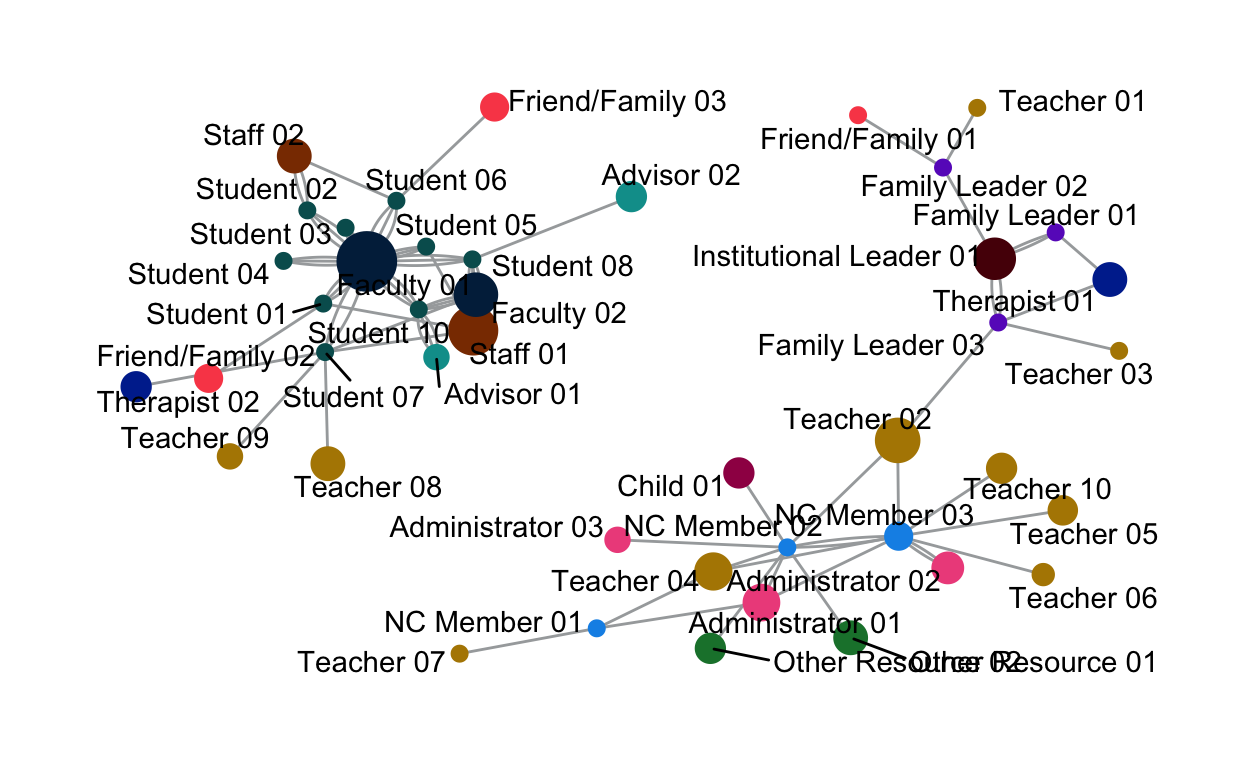 Friend/Family 03
Teacher 01
Staff 02
Friend/Family 01
Student 06
Advisor 02
Student 02
Family Leader 02
Family Leader 01
Student 05
Student 03
Institutional Leader 01
Student 08
Student 04
Faculty 01
Therapist 01
Student 01
Faculty 02
Student 10
Family Leader 03
Friend/Family 02
Staff 01
Teacher 03
Advisor 01
Student 07
Therapist 02
Teacher 02
Teacher 09
Child 01
Teacher 08
Teacher 10
NC Member 03
Administrator 03
NC Member 02
Teacher 05
Teacher 04
Administrator 02
Teacher 06
NC Member 01
Administrator 01
Teacher 07
Other Resource 02
Other Resource 01